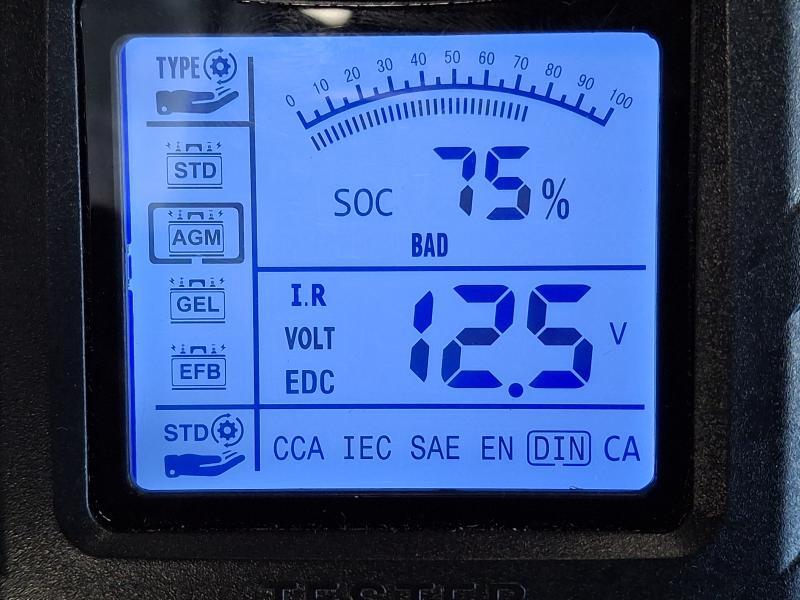 TYPE
0 10 20 30 40 50 60 70 80 90 100
STD
SOC 75%
AGM
BAD
GEL
I.R
VOLT 12.5 V
EFB
EDC
STD
CCA IEC SAE EN DIN CA
TESTER